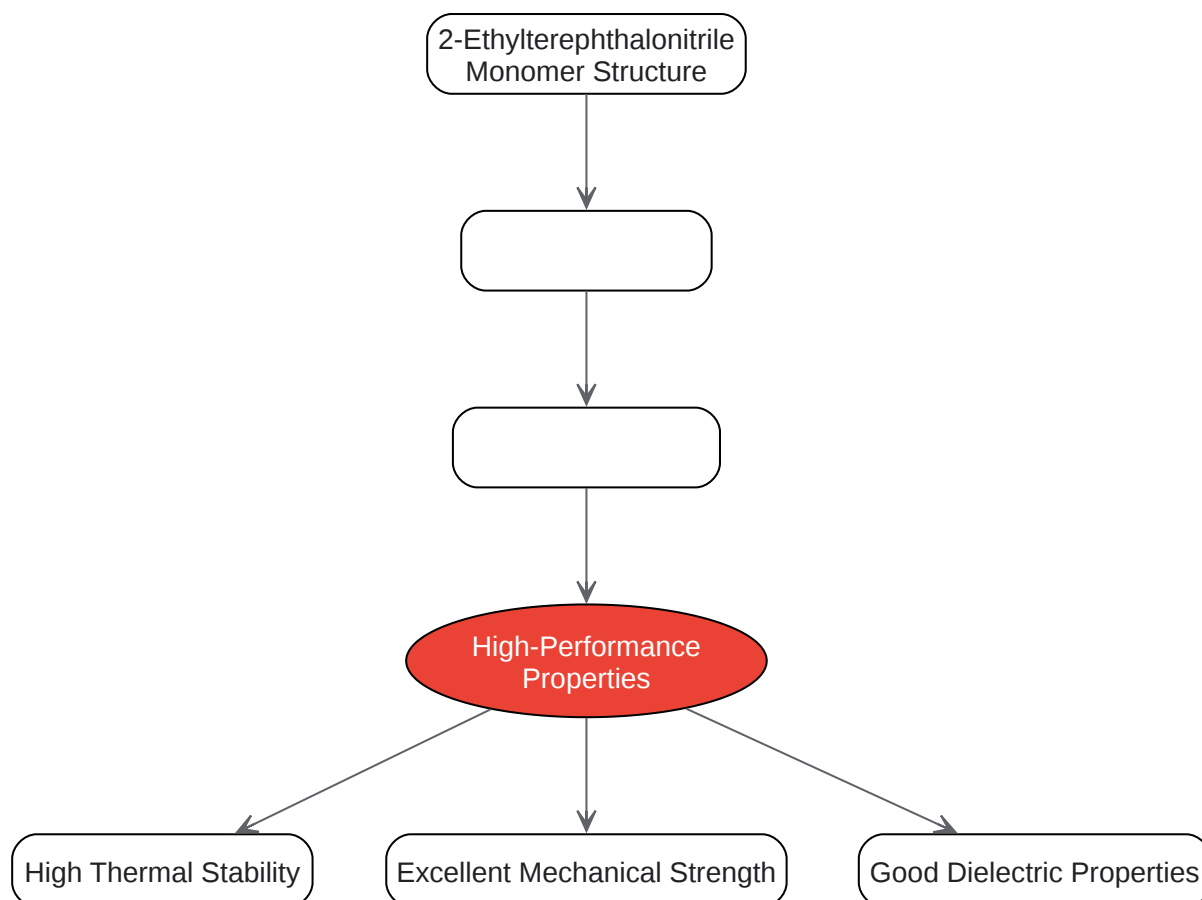 2-Ethylterephthalonitrile
Monomer Structure
High-Performance
Properties
High Thermal Stability
Excellent Mechanical Strength
Good Dielectric Properties